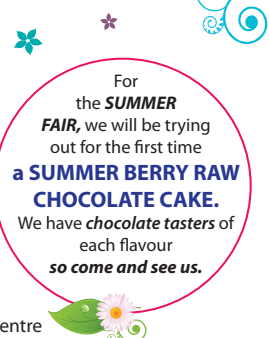 For
the SUMMER
FAIR, we will be trying
out for the first time
a SUMMER BERRY RAW
CHOCOLATE CAKE.
We have chocolate tasters of
each flavour
so come and see us.
entre